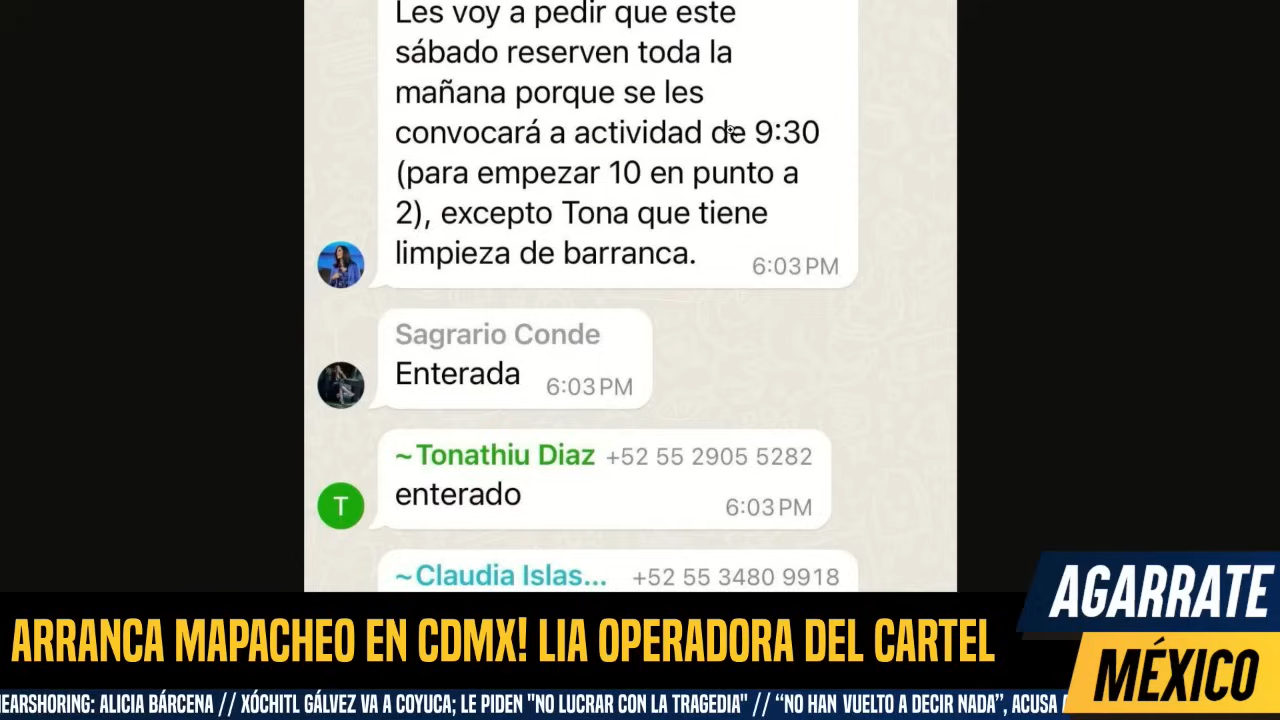 Les voy a pedir que este
sábado reserven toda la
mañana porque se les
convocará a actividad de 9:30
(para empezar 10 en punto a
2), excepto Tona que tiene
limpieza de barranca.
6:03 PM
Sagrario Conde
Enterada 6:03 PM
~Tonathiu Diaz +52 55 2905 5282
T
enterado 6:03 PM
~Claudia Islas... +52 55 3480 9918
AGARRATE
MÉXICO
ARRANCA MAPACHEO EN CDMX! LIA OPERADORA DEL CARTEL
NEARSHORING: ALICIA BÁRCENA // XÓCHITL GÁLVEZ VA A COYUCA; LE PIDEN "NO LUCRAR CON LA TRAGEDIA" // “NO HAN VUELTO A DECIR NADA”, ACUSA